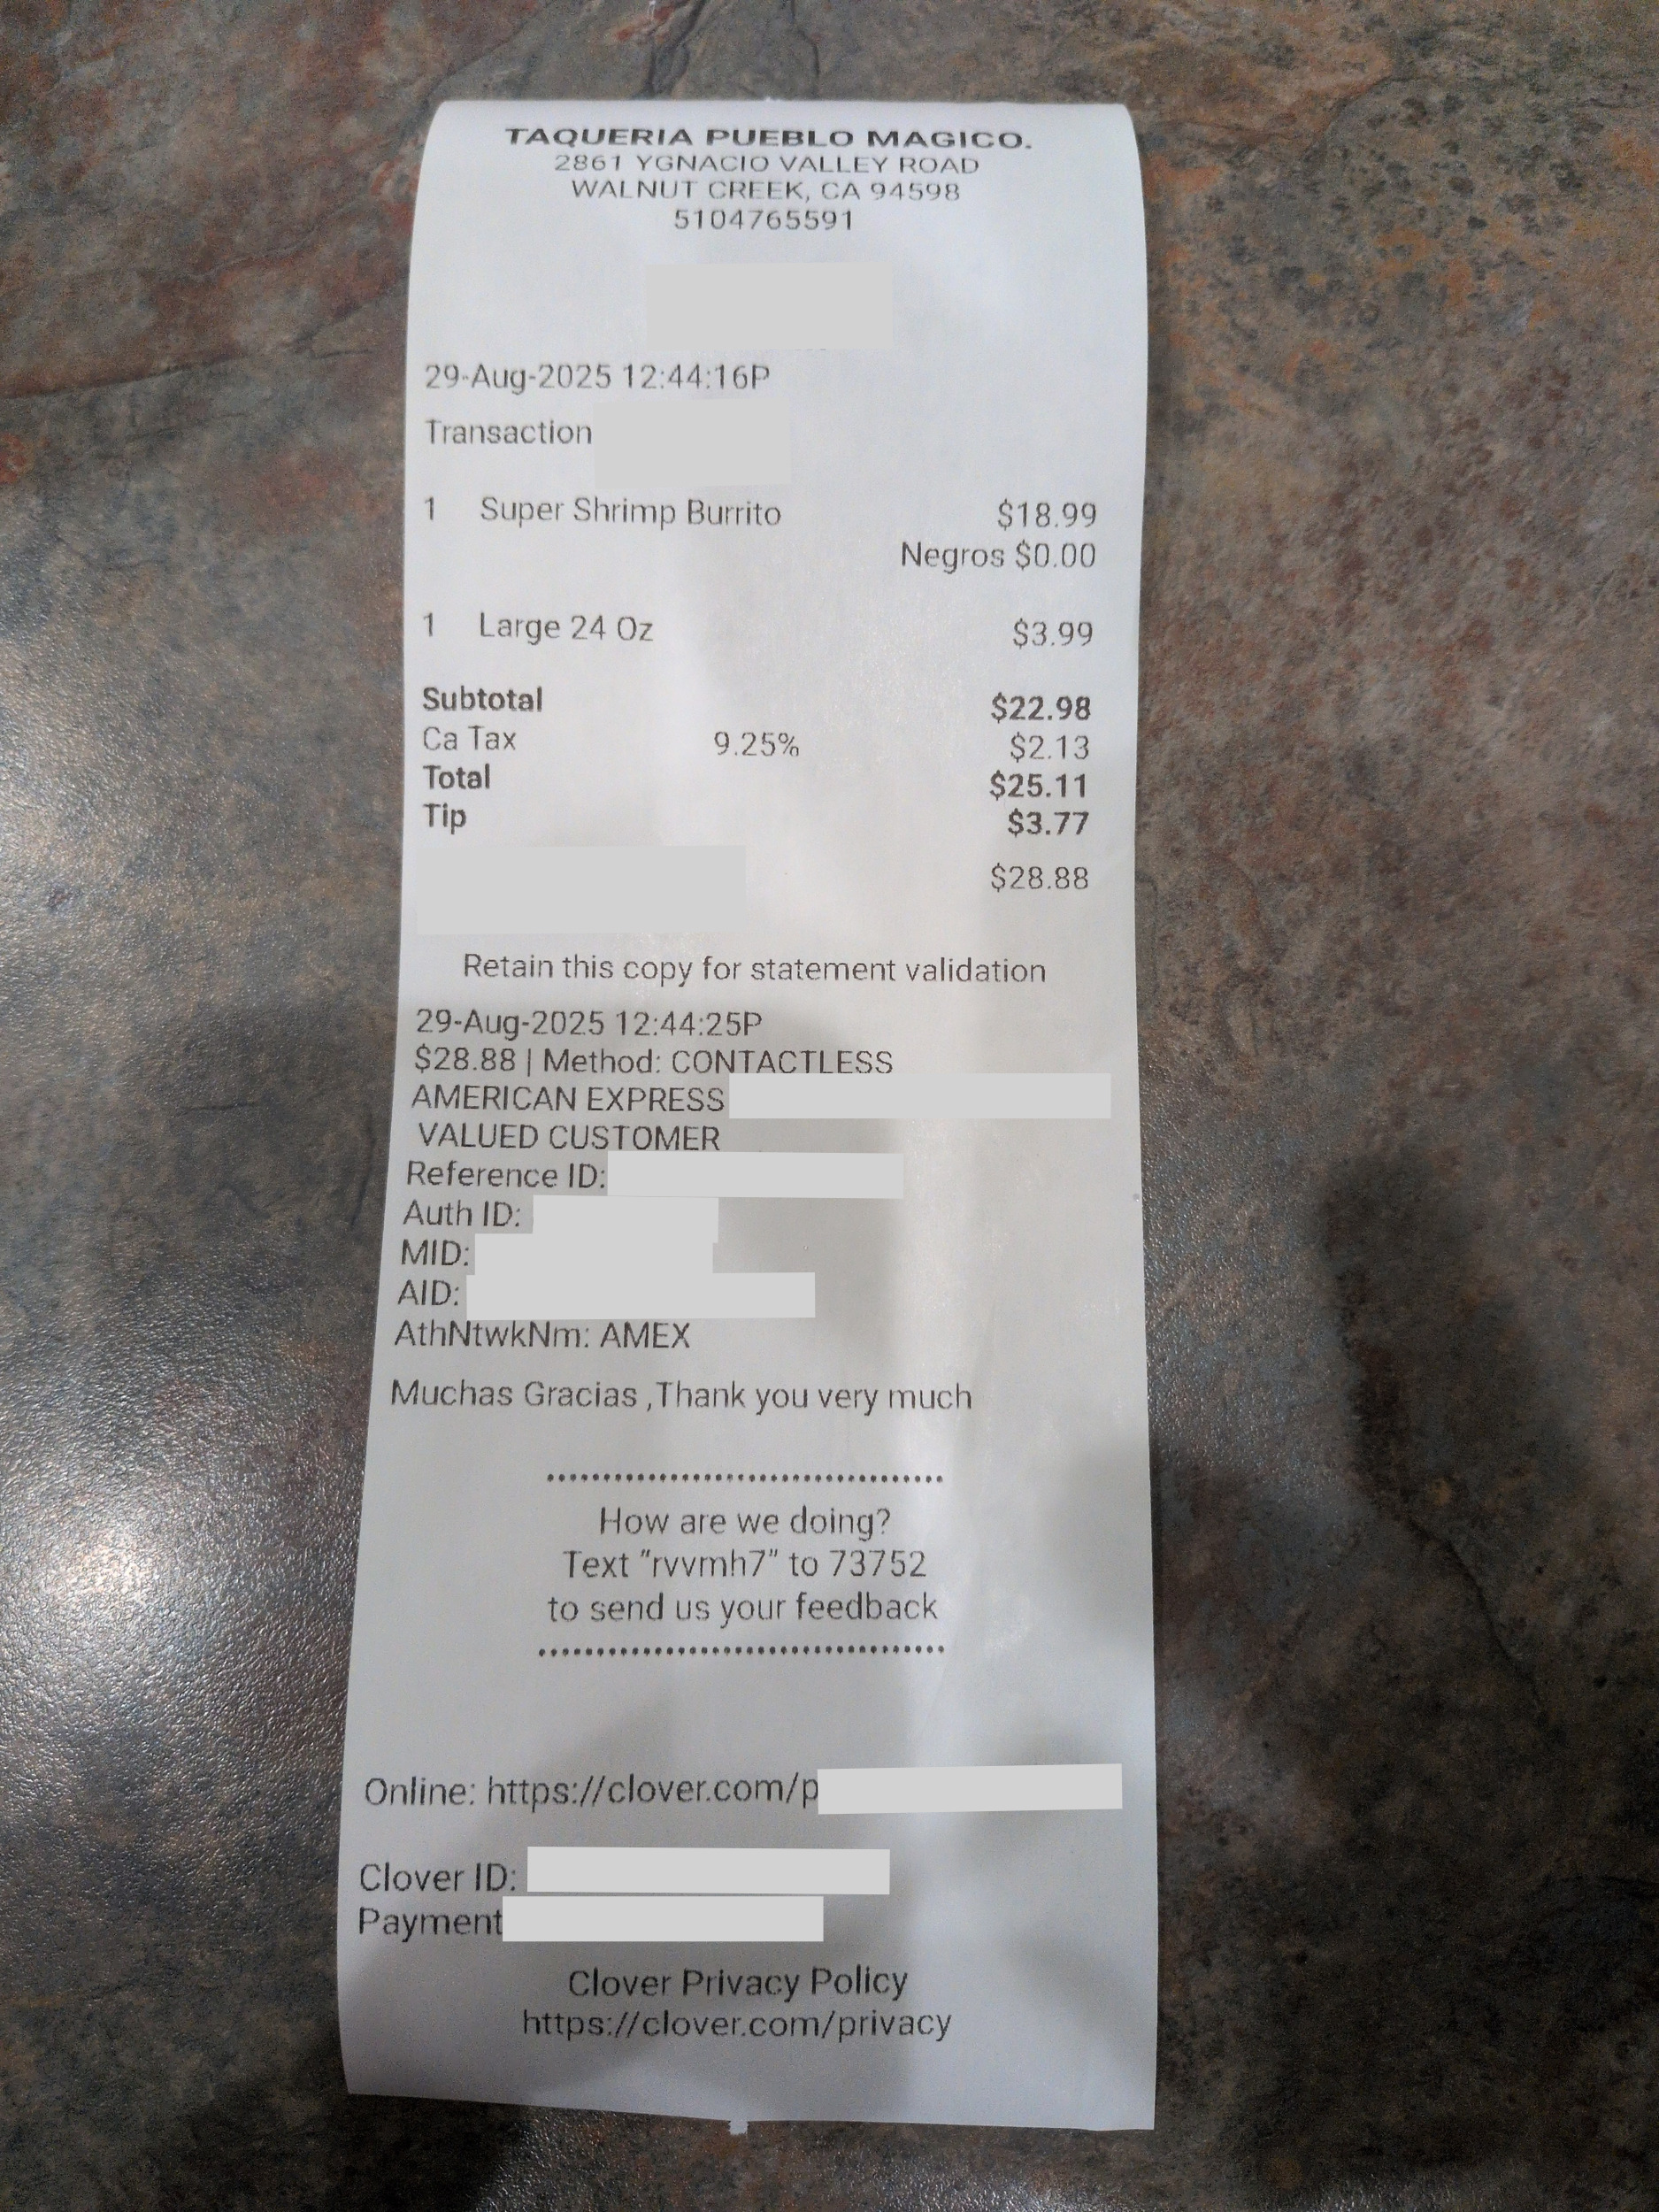 TAQUERIA PUEBLO MAGICO.
2861 YGNACIO VALLEY ROAD
WALNUT CREEK, CA 94598
5104765591
29-Aug-2025 12:44:16P
Transaction
1 Super Shrimp Burrito $18.99
Negros $0.00
1 Large 24 Oz $3.99
Subtotal $22.98
Ca Tax 9.25% $2.13
Total $25.11
Tip $3.77
$28.88
Retain this copy for statement validation
29-Aug-2025 12:44:25P
$28.88 | Method: CONTACTLESS
AMERICAN EXPRESS
VALUED CUSTOMER
Reference ID:
Auth ID:
MID:
AID:
AthNtwkNm: AMEX
Muchas Gracias ,Thank you very much
How are we doing?
Text "rvvmh7" to 73752
to send us your feedback
Online: https://clover.com/p
Clover ID:
Payment
Clover Privacy Policy
https://clover.com/privacy